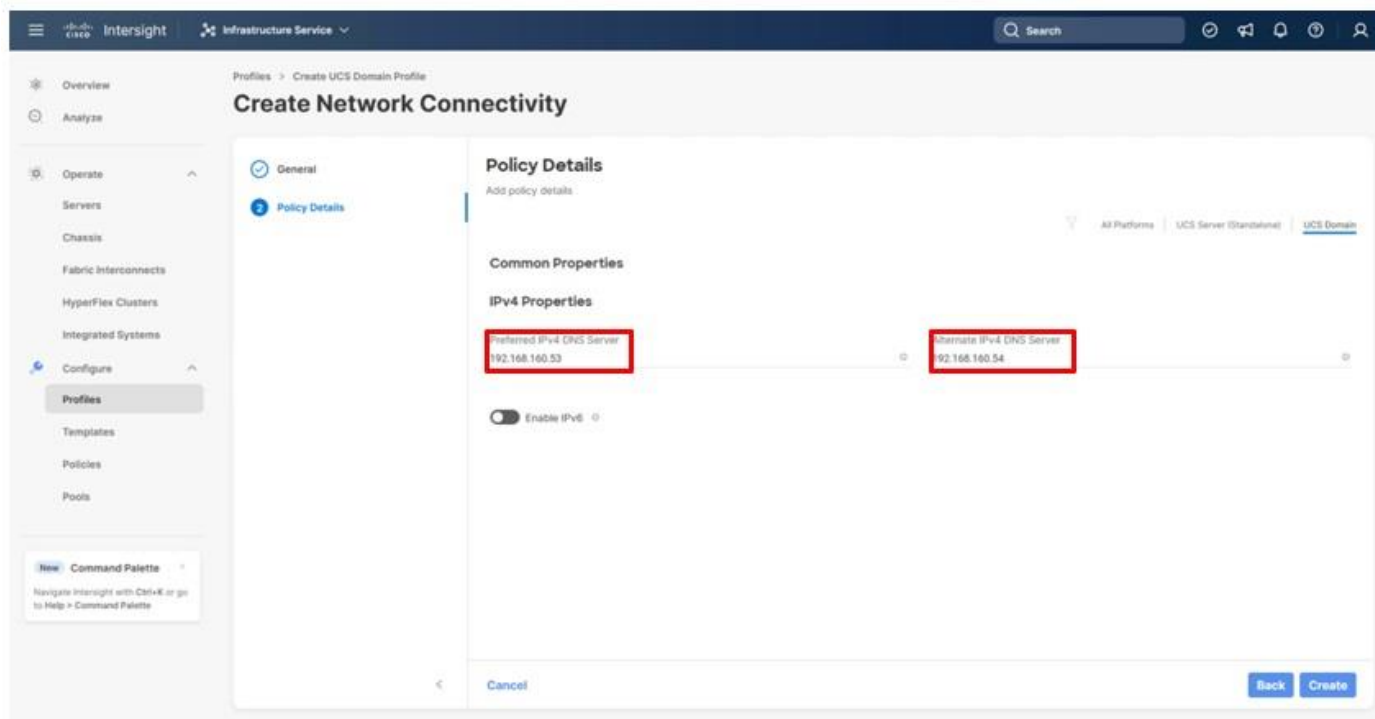 cisco Intersight
Infrastructure Service
Search
Overview
Analyze
Operate
Servers
Chassis
Fabric Interconnects
HyperFlex Clusters
Integrated Systems
Configure
Profiles
Templates
Policies
Pools
New Command Palette
Navigate Intersight with Ctrl+K or go
to Help > Command Palette
Profiles > Create UCS Domain Profile
Create Network Connectivity
General
2 Policy Details
Policy Details
Add policy details
All Platforms | UCS Server (Standalone) | UCS Domain
Common Properties
IPv4 Properties
Preferred IPv4 DNS Server
192.168.160.53
Alternate IPv4 DNS Server
192.168.160.54
Enable IPv6
Cancel
Back
Create